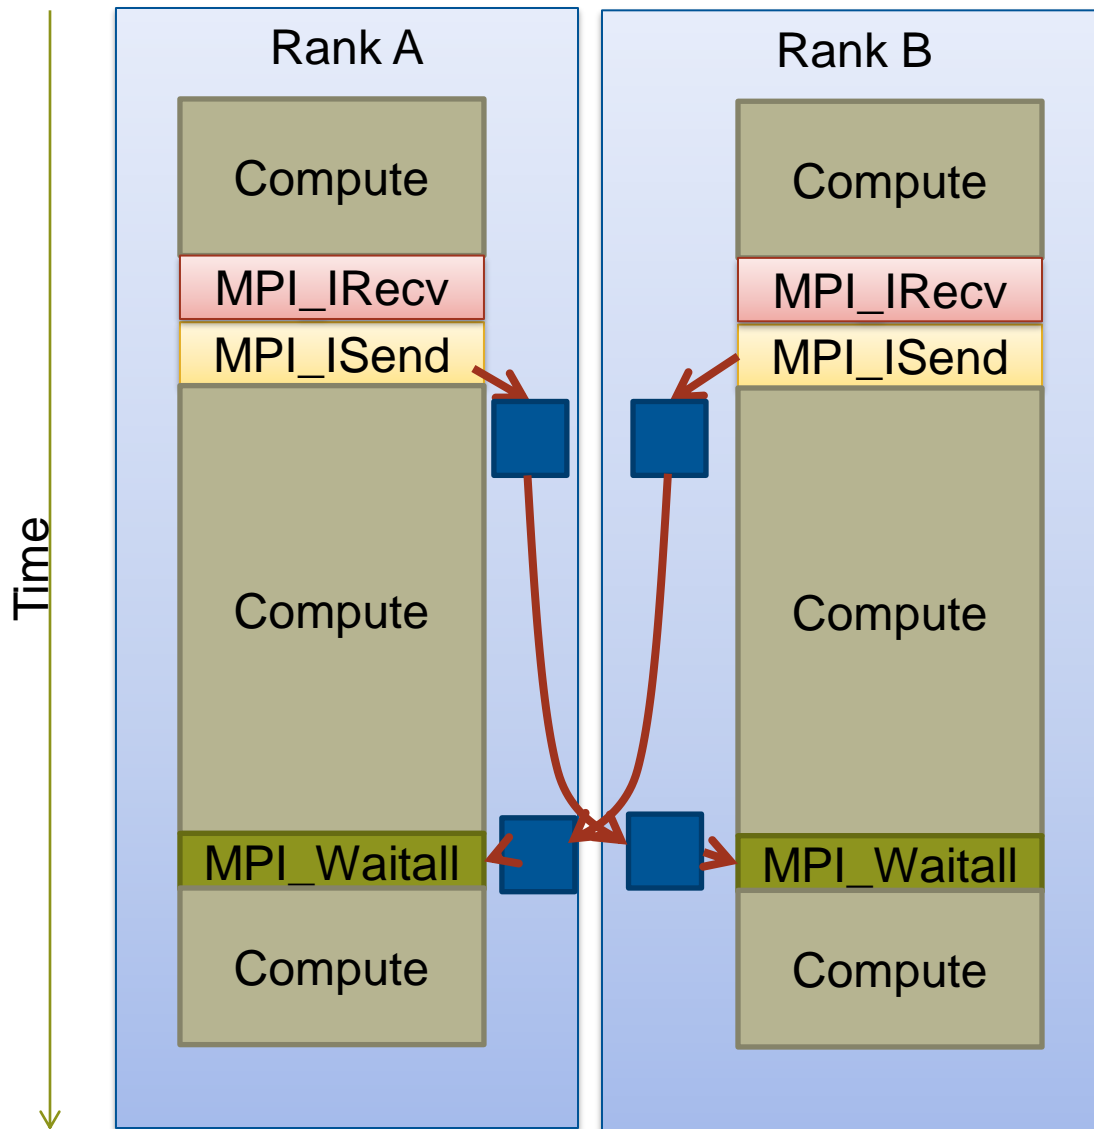 Time
Rank A
Compute
MPI_IRecv
MPI_ISend
Compute
MPI_Waitall
Compute
Rank B
Compute
MPI_IRecv
MPI_ISend
Compute
MPI_Waitall
Compute